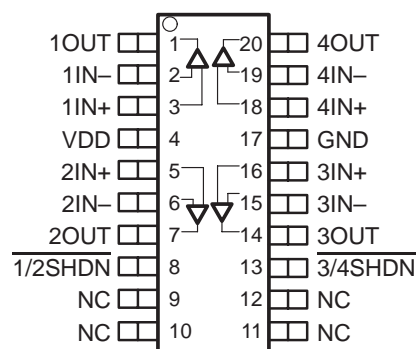 1OUT 1 20 4OUT
1IN– 2 19 4IN–
1IN+ 3 18 4IN+
VDD 4 17 GND
2IN+ 5 16 3IN+
2IN– 6 15 3IN–
2OUT 7 14 3OUT
1/2SHDN 8 13 3/4SHDN
NC 9 12 NC
NC 10 11 NC